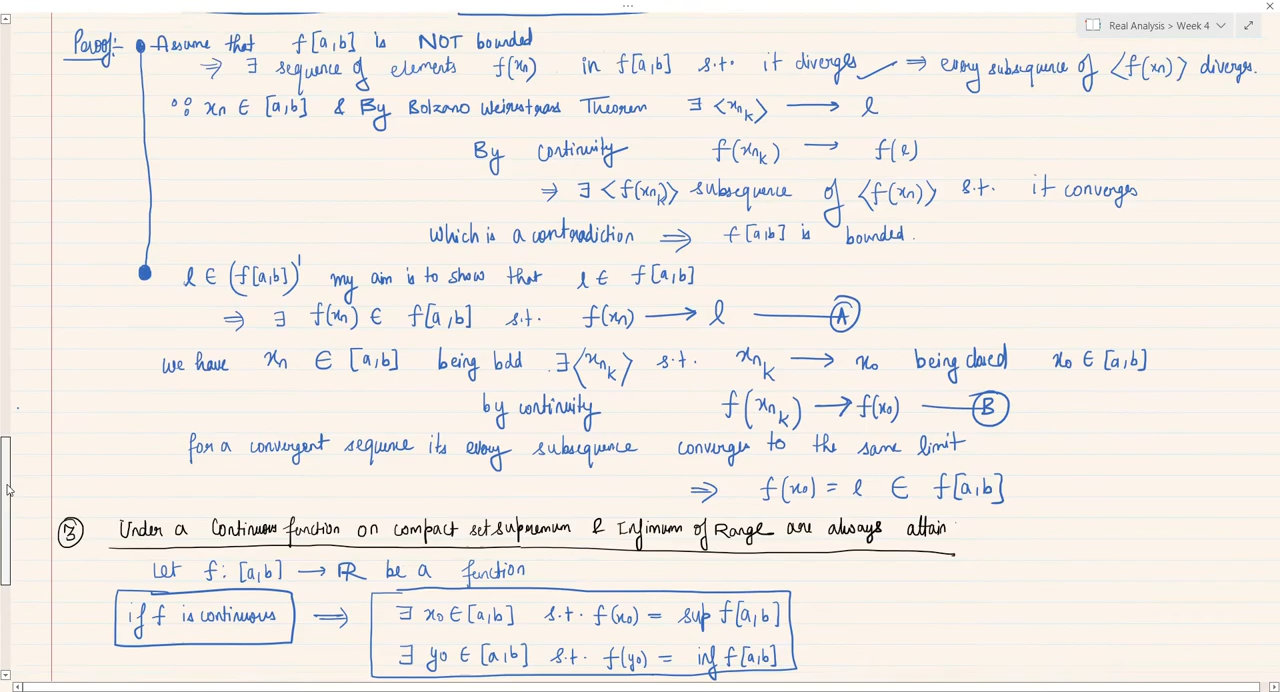 Real Analysis > Week 4
Proof:- • Assume that f[a,b] is NOT bounded
⇒ ∃ sequence of elements f(xn) in f[a,b] s.t. it diverges ✓ ⇒ every subsequence of ⟨f(xn)⟩ diverges.
∵ xn ∈ [a,b] & By Bolzano Weirstrass Theorem ∃ ⟨xnk⟩ → l
By continuity f(xnk) → f(l)
⇒ ∃ ⟨f(xnk)⟩ subsequence of ⟨f(xn)⟩ s.t. it converges
which is a contradiction ⇒ f[a,b] is bounded.
• l ∈ (f[a,b])' my aim is to show that l ∈ f[a,b]
⇒ ∃ f(xn) ∈ f[a,b] s.t. f(xn) → l — Ⓐ
we have xn ∈ [a,b] being bdd ∃⟨xnk⟩ s.t. xnk → x0 being closed x0 ∈ [a,b]
by continuity f(xnk) → f(x0) — Ⓑ
for a convergent sequence its every subsequence converges to the same limit
⇒ f(x0) = l ∈ f[a,b]
③ Under a Continuous function on compact set supremum & Infimum of Range are always attain
Let f: [a,b] → ℝ be a function
if f is continuous ⇒ ∃ x0 ∈ [a,b] s.t. f(x0) = sup f[a,b]
∃ y0 ∈ [a,b] s.t. f(y0) = inf f[a,b]